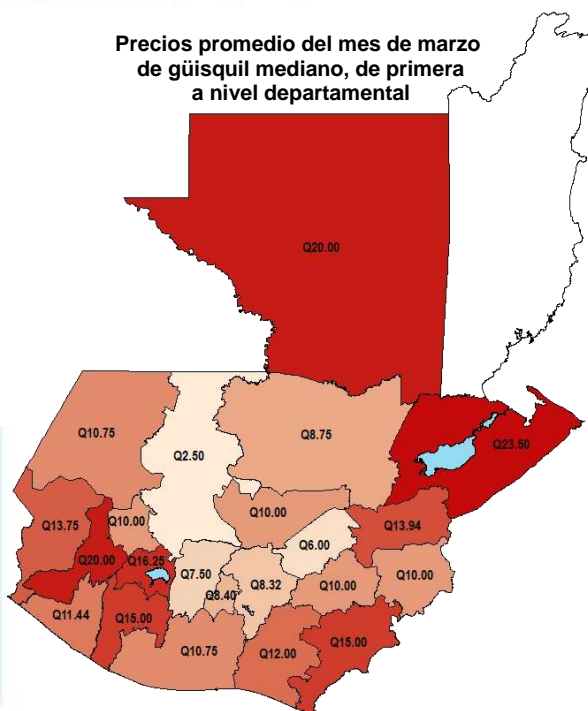 Precios promedio del mes de marzo
de güisquil mediano, de primera
a nivel departamental
Q20.00
Q23.50
Q10.75
Q8.75
Q2.50
Q13.75
Q10.00
Q10.00
Q13.94
Q20.00
Q16.25
Q6.00
Q7.50
Q8.40
Q8.32
Q10.00
Q10.00
Q11.44
Q15.00
Q10.75
Q12.00
Q15.00